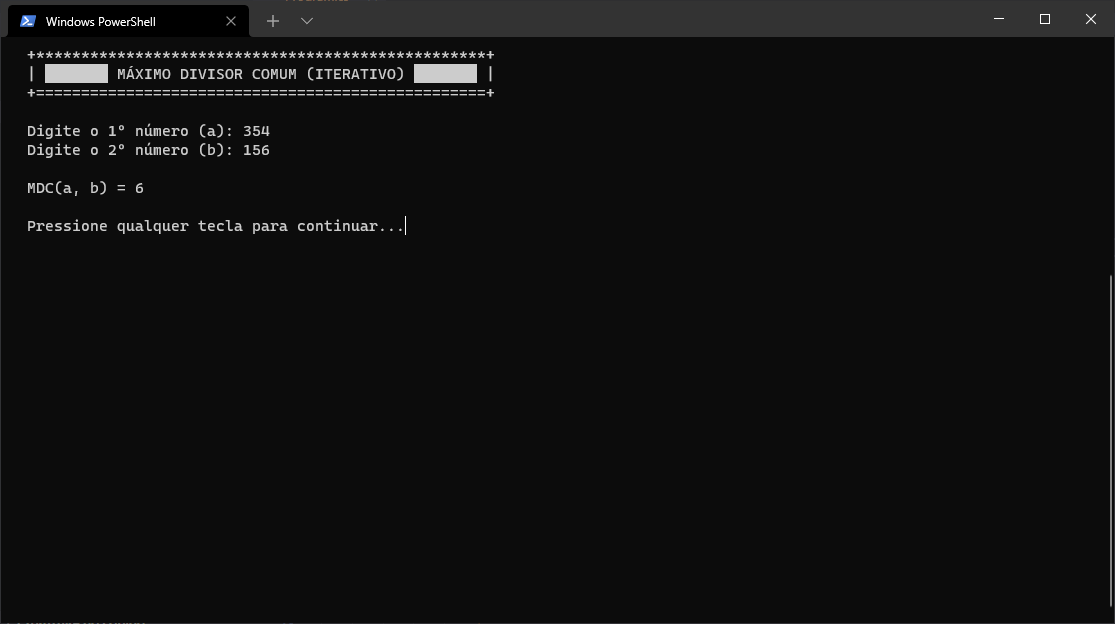 Windows PowerShell
+**************************************************+
| ███████ MÁXIMO DIVISOR COMUM (ITERATIVO) ███████ |
+==================================================+
Digite o 1º número (a): 354
Digite o 2º número (b): 156
MDC(a, b) = 6
Pressione qualquer tecla para continuar...